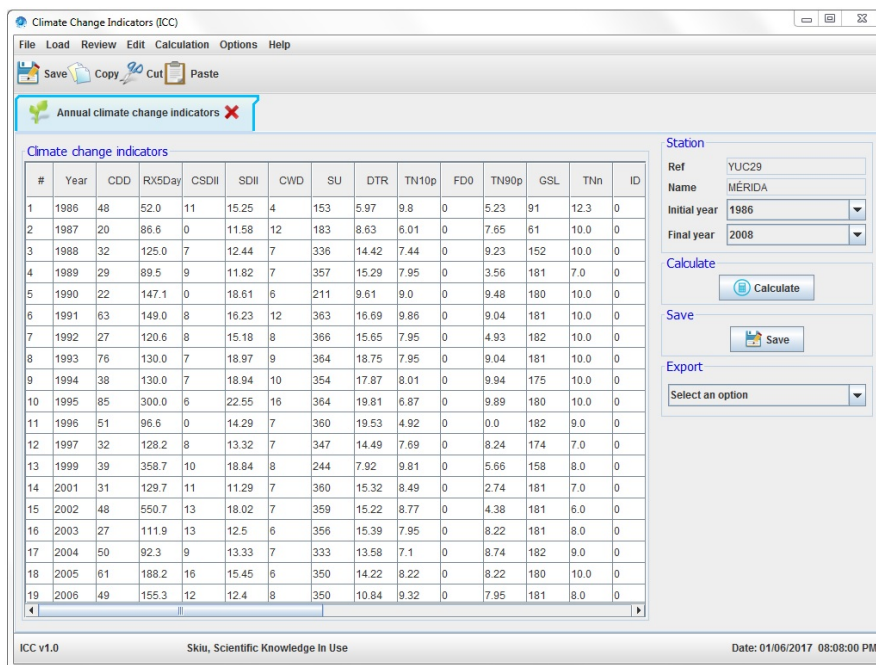 Climate Change Indicators (ICC)
File Load Review Edit Calculation Options Help
Save Copy Cut Paste
Annual climate change indicators
Climate change indicators
# Year CDD RX5Day CSDII SDII CWD SU DTR TN10p FD0 TN90p GSL TNn ID
1 1986 48 52.0 11 15.25 4 153 5.97 9.8 0 5.23 91 12.3 0
2 1987 20 86.6 0 11.58 12 183 8.63 6.01 0 7.65 61 10.0 0
3 1988 32 125.0 7 12.44 7 336 14.42 7.44 0 9.23 152 10.0 0
4 1989 29 89.5 9 11.82 7 357 15.29 7.95 0 3.56 181 7.0 0
5 1990 22 147.1 0 18.61 6 211 9.61 9.0 0 9.48 180 10.0 0
6 1991 63 149.0 8 16.23 12 363 16.69 9.86 0 9.04 181 10.0 0
7 1992 27 120.6 8 15.18 8 366 15.65 7.95 0 4.93 182 10.0 0
8 1993 76 130.0 7 18.97 9 364 18.75 7.95 0 9.04 181 10.0 0
9 1994 38 130.0 7 18.94 10 354 17.87 8.01 0 9.94 175 10.0 0
10 1995 85 300.0 6 22.55 16 364 19.81 6.87 0 9.89 180 10.0 0
11 1996 51 96.6 0 14.29 7 360 19.53 4.92 0 0.0 182 9.0 0
12 1997 32 128.2 8 13.32 7 347 14.49 7.69 0 8.24 174 7.0 0
13 1999 39 358.7 10 18.84 8 244 7.92 9.81 0 5.66 158 8.0 0
14 2001 31 129.7 11 11.29 7 360 15.32 8.49 0 2.74 181 7.0 0
15 2002 48 550.7 13 18.02 7 359 15.22 8.77 0 4.38 181 6.0 0
16 2003 27 111.9 13 12.5 6 356 15.39 7.95 0 8.22 181 8.0 0
17 2004 50 92.3 9 13.33 7 333 13.58 7.1 0 8.74 182 9.0 0
18 2005 61 188.2 16 15.45 6 350 14.22 8.22 0 8.22 180 10.0 0
19 2006 49 155.3 12 12.4 8 350 10.84 9.32 0 7.95 181 8.0 0
Station
Ref YUC29
Name MÉRIDA
Initial year 1986
Final year 2008
Calculate
Calculate
Save
Save
Export
Select an option
ICC v1.0 Skiu, Scientific Knowledge In Use Date: 01/06/2017 08:08:00 PM